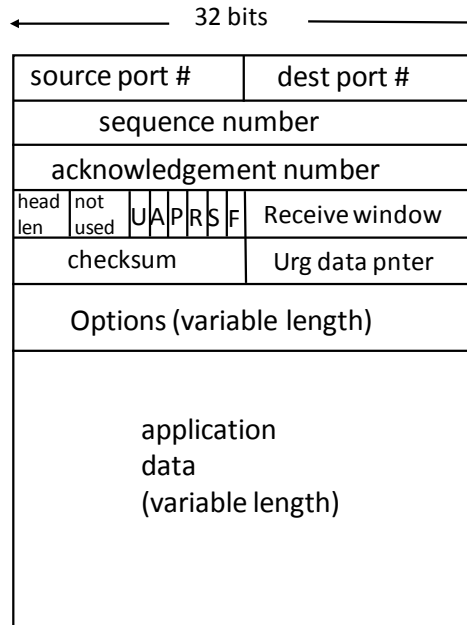 32 bits
source port # dest port #
sequence number
acknowledgement number
head len not used U A P R S F Receive window
checksum Urg data pnter
Options (variable length)
application
data
(variable length)